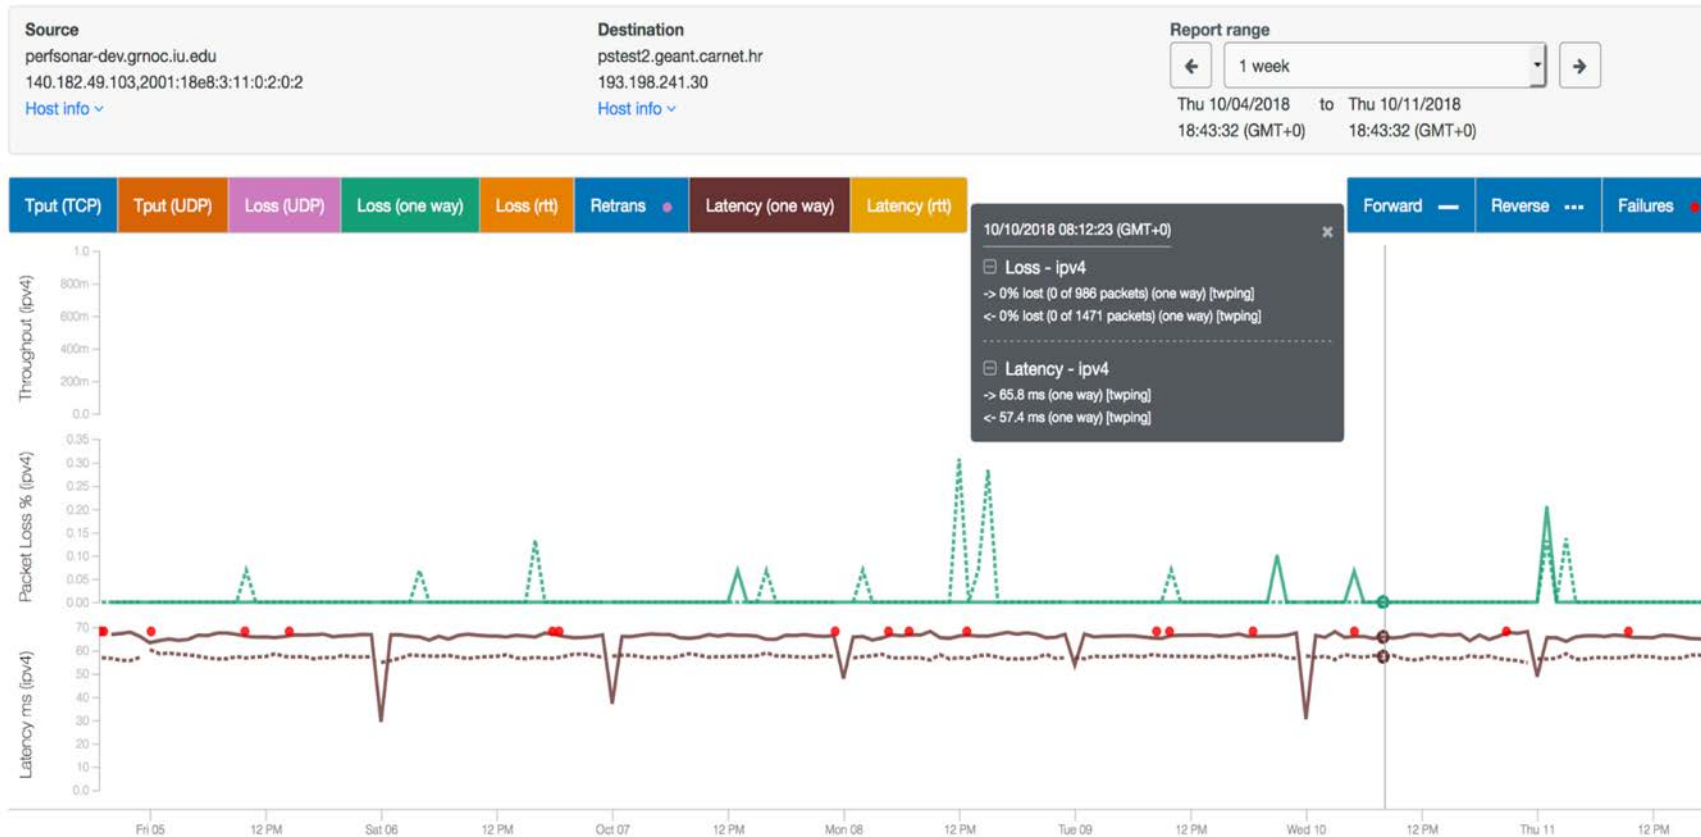 Source
perfsonar-dev.grnoc.iu.edu
140.182.49.103,2001:18e8:3:11:0:2:0:2
Host info
Destination
pstest2.geant.carnet.hr
193.198.241.30
Host info
Report range
1 week
Thu 10/04/2018 to Thu 10/11/2018
18:43:32 (GMT+0) 18:43:32 (GMT+0)
Tput (TCP) Tput (UDP) Loss (UDP) Loss (one way) Loss (rtt) Retrans Latency (one way) Latency (rtt) Forward Reverse Failures
10/10/2018 08:12:23 (GMT+0)
Loss - ipv4
-> 0% lost (0 of 986 packets) (one way) [twping]
<- 0% lost (0 of 1471 packets) (one way) [twping]
Latency - ipv4
-> 65.8 ms (one way) [twping]
<- 57.4 ms (one way) [twping]
Throughput (ipv4)
1.0
800m
600m
400m
200m
0.0
Packet Loss % (ipv4)
0.35
0.30
0.25
0.20
0.15
0.10
0.05
0.00
Latency ms (ipv4)
70
60
50
40
30
20
10
0.0
Fri 05 12 PM Sat 06 12 PM Oct 07 12 PM Mon 08 12 PM Tue 09 12 PM Wed 10 12 PM Thu 11 12 PM